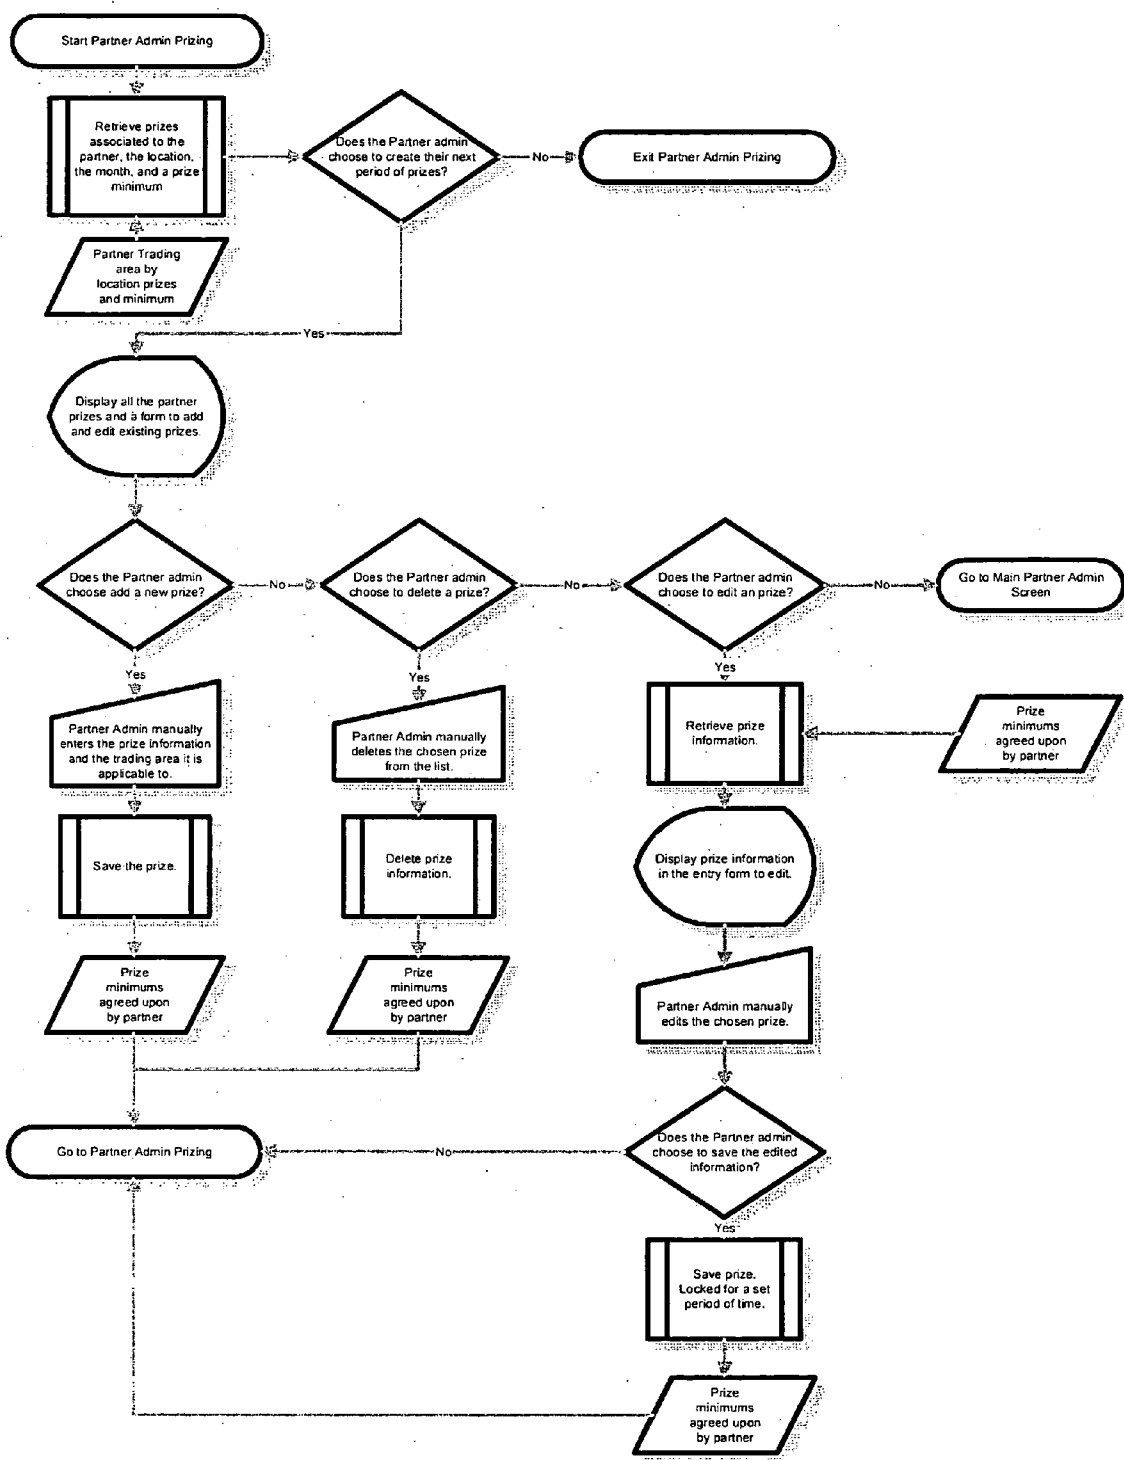 Start Partner Admin Prizing
Retrieve prizes
associated to the
partner, the location,
the month, and a prize
minimum
Does the Partner admin
choose to create their next
period of prizes?
No
Exit Partner Admin Prizing
Partner Trading
area by
location prizes
and minimum
Yes
Display all the partner
prizes and a form to add
and edit existing prizes.
Does the Partner admin
choose add a new prize?
No
Does the Partner admin
choose to delete a prize?
No
Does the Partner admin
choose to edit an prize?
No
Go to Main Partner Admin
Screen
Yes
Yes
Yes
Partner Admin manually
enters the prize information
and the trading area it is
applicable to.
Partner Admin manually
deletes the chosen prize
from the list.
Retrieve prize
information.
Prize
minimums
agreed upon
by partner
Save the prize.
Delete prize
information.
Display prize information
in the entry form to edit.
Prize
minimums
agreed upon
by partner
Prize
minimums
agreed upon
by partner
Partner Admin manually
edits the chosen prize.
Go to Partner Admin Prizing
No
Does the Partner admin
choose to save the edited
information?
Yes
Save prize.
Locked for a set
period of time.
Prize
minimums
agreed upon
by partner